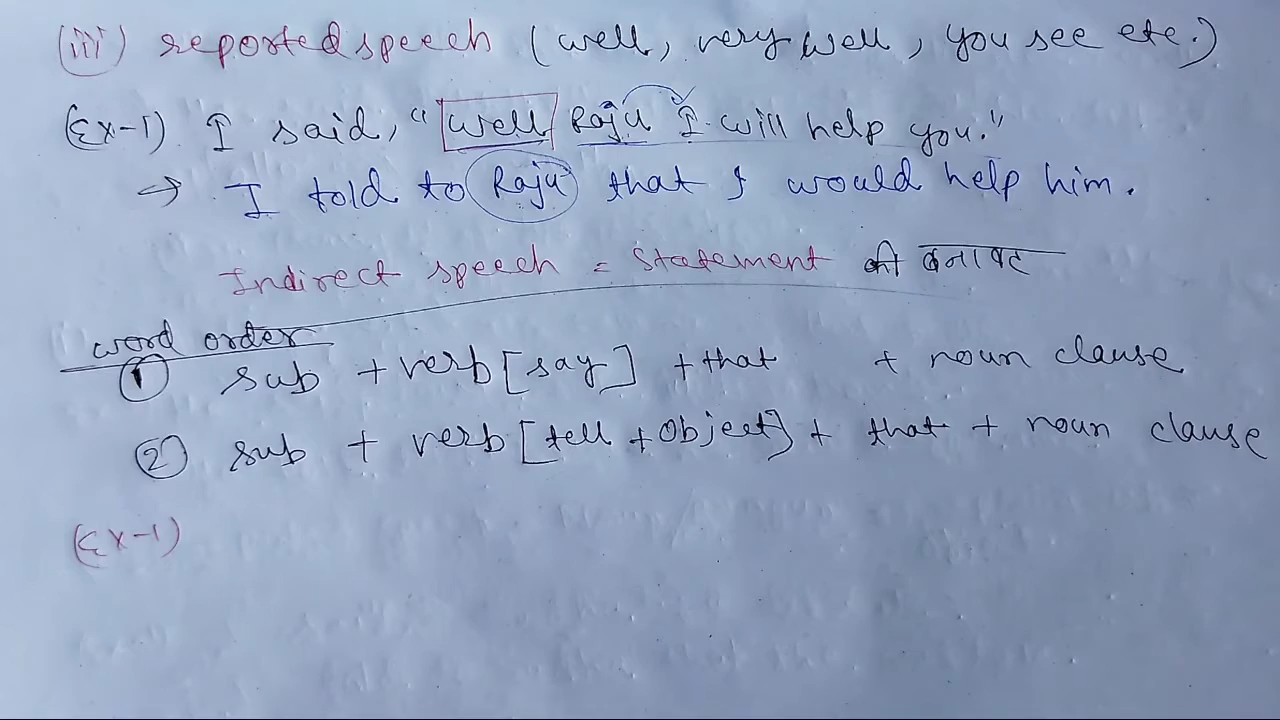 (iii) reported speech (well, very well, you see etc.)
(Ex-1) I said, "well Raju I will help you."
→ I told to Raju that I would help him.
Indirect speech = statement की बनावट
word order
① sub + verb [say] + that + noun clause
② sub + verb [tell + object] + that + noun clause
(Ex-1)